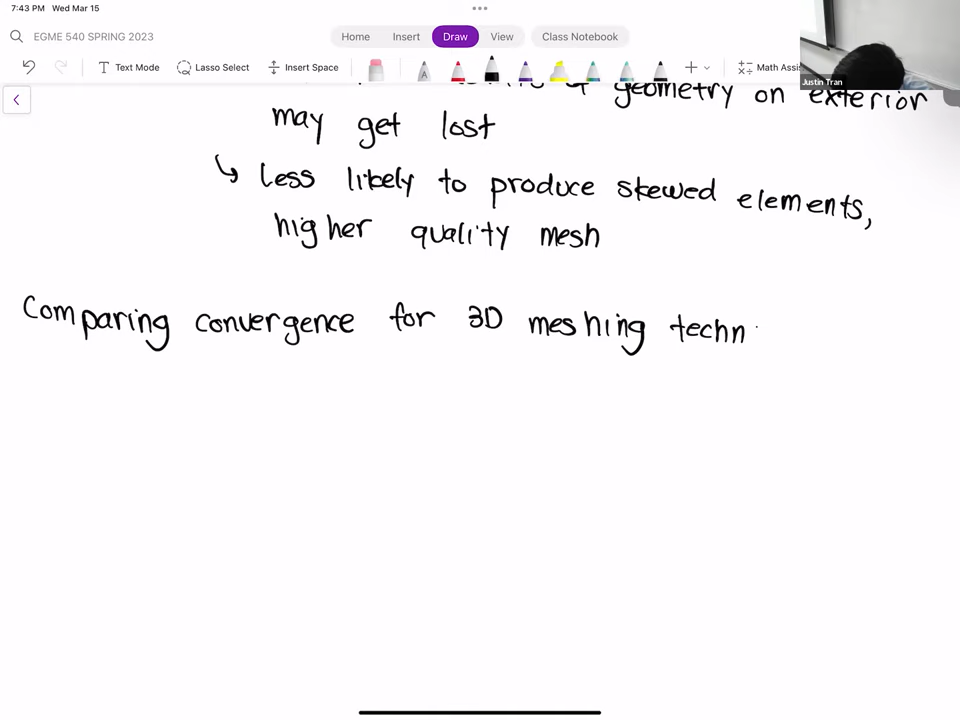 7:43 PM Wed Mar 15
EGME 540 SPRING 2023
Home Insert Draw View Class Notebook
Text Mode Lasso Select Insert Space Math Assis
Justin Tran
geometry on exterior
may get lost
↳ less likely to produce skewed elements,
higher quality mesh
Comparing convergence for 3D meshing techn